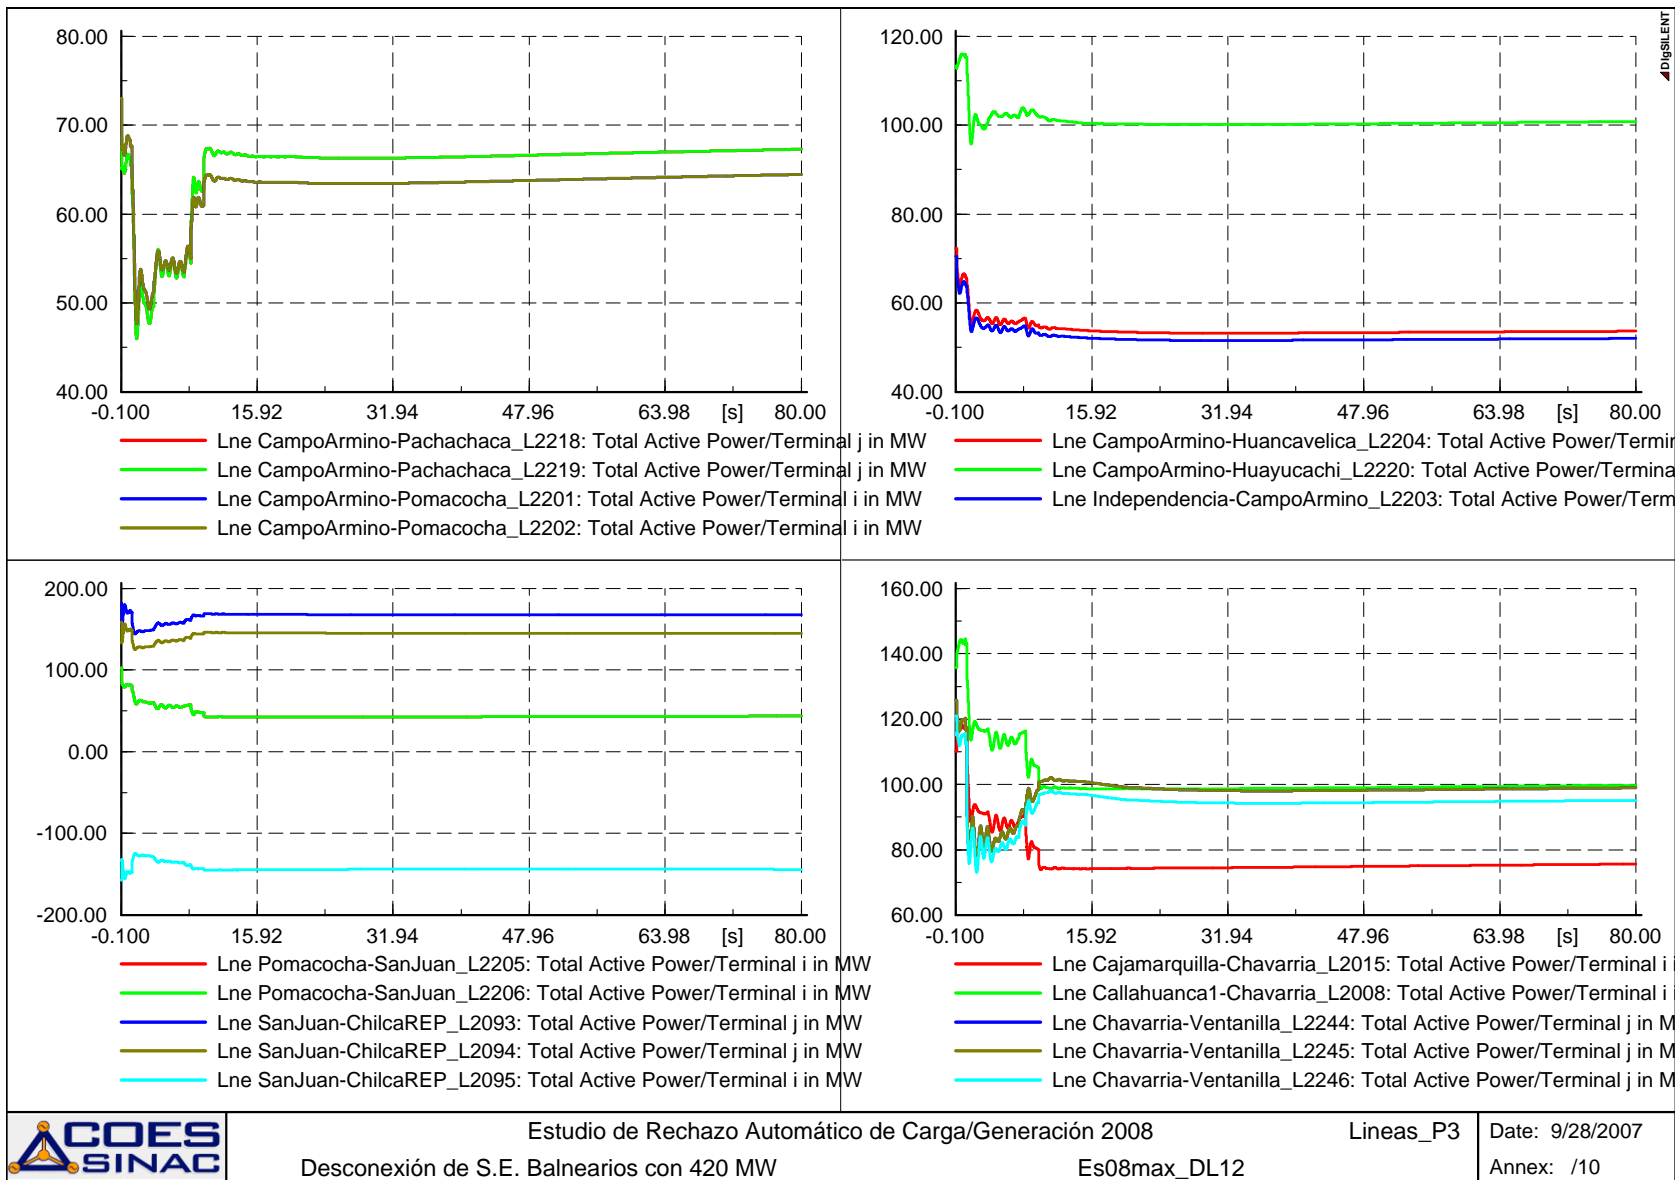 DIgSILENT
80.00
70.00
60.00
50.00
40.00
-0.100 15.92 31.94 47.96 63.98 [s] 80.00
Lne CampoArmino-Pachachaca_L2218: Total Active Power/Terminal j in MW
Lne CampoArmino-Pachachaca_L2219: Total Active Power/Terminal j in MW
Lne CampoArmino-Pomacocha_L2201: Total Active Power/Terminal i in MW
Lne CampoArmino-Pomacocha_L2202: Total Active Power/Terminal i in MW
120.00
100.00
80.00
60.00
40.00
-0.100 15.92 31.94 47.96 63.98 [s] 80.00
Lne CampoArmino-Huancavelica_L2204: Total Active Power/Termin
Lne CampoArmino-Huayucachi_L2220: Total Active Power/Termina
Lne Independencia-CampoArmino_L2203: Total Active Power/Term
200.00
100.00
0.00
-100.00
-200.00
-0.100 15.92 31.94 47.96 63.98 [s] 80.00
Lne Pomacocha-SanJuan_L2205: Total Active Power/Terminal i in MW
Lne Pomacocha-SanJuan_L2206: Total Active Power/Terminal i in MW
Lne SanJuan-ChilcaREP_L2093: Total Active Power/Terminal j in MW
Lne SanJuan-ChilcaREP_L2094: Total Active Power/Terminal j in MW
Lne SanJuan-ChilcaREP_L2095: Total Active Power/Terminal i in MW
160.00
140.00
120.00
100.00
80.00
60.00
-0.100 15.92 31.94 47.96 63.98 [s] 80.00
Lne Cajamarquilla-Chavarria_L2015: Total Active Power/Terminal i i
Lne Callahuanca1-Chavarria_L2008: Total Active Power/Terminal i i
Lne Chavarria-Ventanilla_L2244: Total Active Power/Terminal j in M
Lne Chavarria-Ventanilla_L2245: Total Active Power/Terminal j in M
Lne Chavarria-Ventanilla_L2246: Total Active Power/Terminal j in M
COES
SINAC
Estudio de Rechazo Automático de Carga/Generación 2008 Lineas_P3
Desconexión de S.E. Balnearios con 420 MW Es08max_DL12
Date: 9/28/2007
Annex: /10